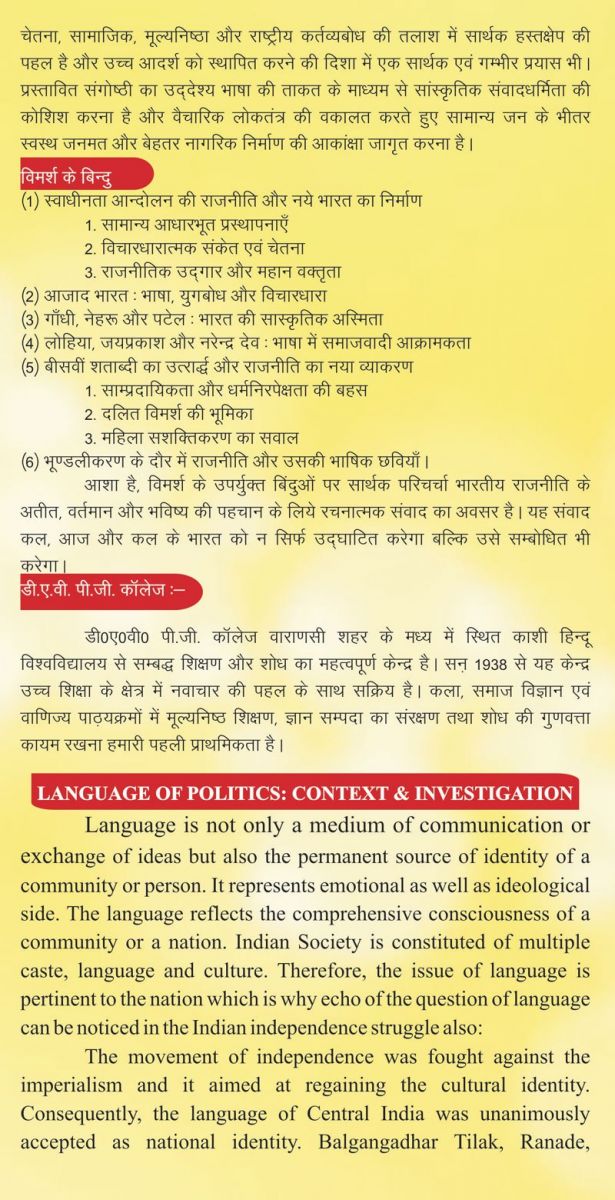 चेतना, सामाजिक, मूल्यनिष्ठा और राष्ट्रीय कर्तव्यबोध की तलाश में सार्थक हस्तक्षेप की
पहल है और उच्च आदर्श को स्थापित करने की दिशा में एक सार्थक एवं गम्भीर प्रयास भी।
प्रस्तावित संगोष्ठी का उद्देश्य भाषा की ताकत के माध्यम से सांस्कृतिक संवादधर्मिता की
कोशिश करना है और वैचारिक लोकतंत्र की वकालत करते हुए सामान्य जन के भीतर
स्वस्थ जनमत और बेहतर नागरिक निर्माण की आकांक्षा जागृत करना है।
विमर्श के बिन्दु
(1) स्वाधीनता आन्दोलन की राजनीति और नये भारत का निर्माण
1. सामान्य आधारभूत प्रस्थापनाएँ
2. विचारधारात्मक संकेत एवं चेतना
3. राजनीतिक उद्गार और महान वक्तृता
(2) आजाद भारत : भाषा, युगबोध और विचारधारा
(3) गाँधी, नेहरू और पटेल : भारत की सास्कृतिक अस्मिता
(4) लोहिया, जयप्रकाश और नरेन्द्र देव : भाषा में समाजवादी आक्रामकता
(5) बीसवीं शताब्दी का उत्रार्द्ध और राजनीति का नया व्याकरण
1. साम्प्रदायिकता और धर्मनिरपेक्षता की बहस
2. दलित विमर्श की भूमिका
3. महिला सशक्तिकरण का सवाल
(6) भूण्डलीकरण के दौर में राजनीति और उसकी भाषिक छवियाँ।
आशा है, विमर्श के उपर्युक्त बिंदुओं पर सार्थक परिचर्चा भारतीय राजनीति के
अतीत, वर्तमान और भविष्य की पहचान के लिये रचनात्मक संवाद का अवसर है। यह संवाद
कल, आज और कल के भारत को न सिर्फ उद्घाटित करेगा बल्कि उसे सम्बोधित भी
करेगा।
डी.ए.वी. पी.जी. कॉलेज :–
डी0ए0वी0 पी.जी. कॉलेज वाराणसी शहर के मध्य में स्थित काशी हिन्दू
विश्वविद्यालय से सम्बद्ध शिक्षण और शोध का महत्वपूर्ण केन्द्र है। सऩ 1938 से यह केन्द्र
उच्च शिक्षा के क्षेत्र में नवाचार की पहल के साथ सक्रिय है। कला, समाज विज्ञान एवं
वाणिज्य पाठ्यक्रमों में मूल्यनिष्ठ शिक्षण, ज्ञान सम्पदा का संरक्षण तथा शोध की गुणवत्ता
कायम रखना हमारी पहली प्राथमिकता है।
LANGUAGE OF POLITICS: CONTEXT & INVESTIGATION
Language is not only a medium of communication or
exchange of ideas but also the permanent source of identity of a
community or person. It represents emotional as well as ideological
side. The language reflects the comprehensive consciousness of a
community or a nation. Indian Society is constituted of multiple
caste, language and culture. Therefore, the issue of language is
pertinent to the nation which is why echo of the question of language
can be noticed in the Indian independence struggle also:
The movement of independence was fought against the
imperialism and it aimed at regaining the cultural identity.
Consequently, the language of Central India was unanimously
accepted as national identity. Balgangadhar Tilak, Ranade,